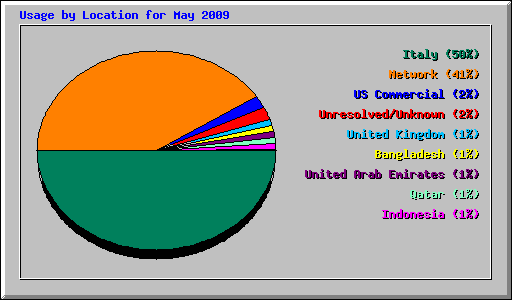 Usage by Location for May 2009
Italy (50%)
Network (41%)
US Commercial (2%)
Unresolved/Unknown (2%)
United Kingdom (1%)
Bangladesh (1%)
United Arab Emirates (1%)
Qatar (1%)
Indonesia (1%)